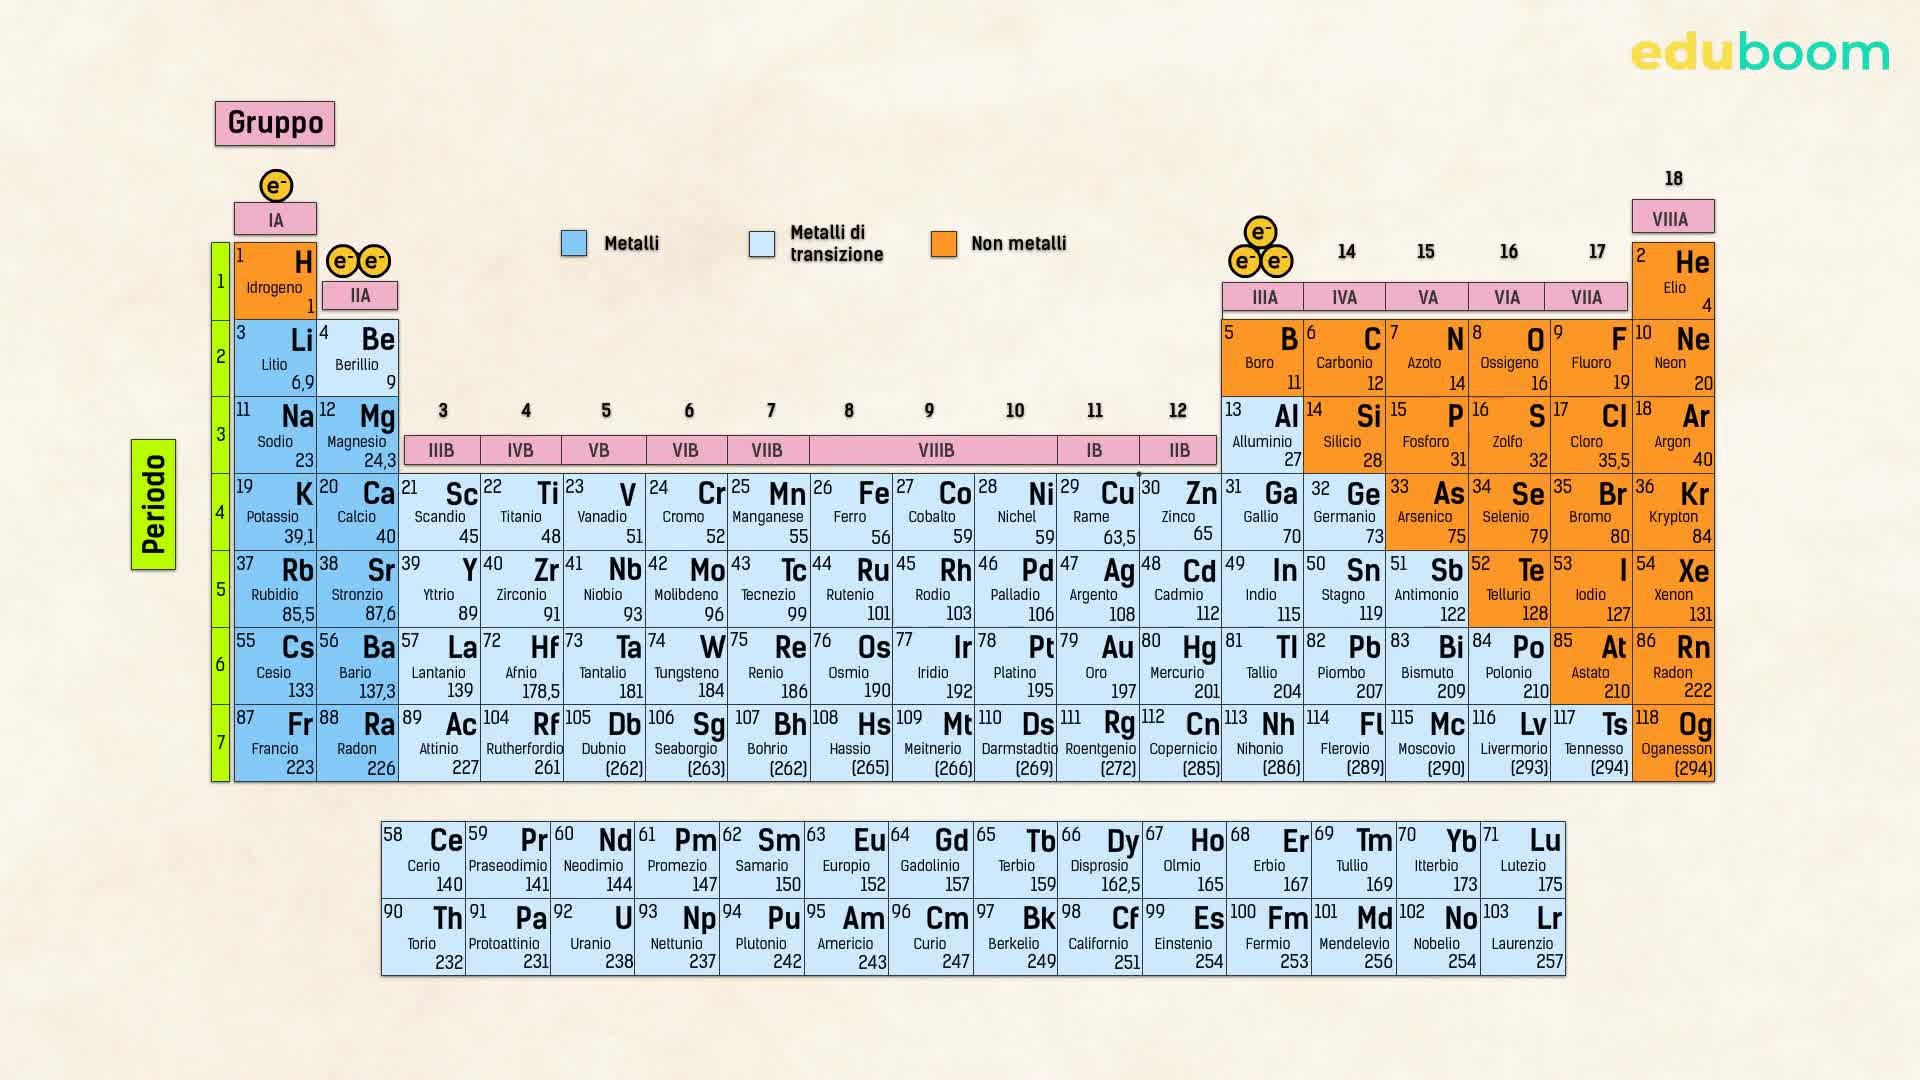 eduboom
Gruppo
e-
18
IA
VIIIA
Metalli
Metalli di
transizione
Non metalli
e- e-
e-
e- e-
14 15 16 17
IIA
IIIA IVA VA VIA VIIA
Periodo
1
1 H Idrogeno 1
2 He Elio 4
2
3 Li Litio 6,9
4 Be Berillio 9
5 B Boro 11
6 C Carbonio 12
7 N Azoto 14
8 O Ossigeno 16
9 F Fluoro 19
10 Ne Neon 20
3
11 Na Sodio 23
12 Mg Magnesio 24,3
3 4 5 6 7 8 9 10 11 12
IIIB IVB VB VIB VIIB VIIIB IB IIB
13 Al Alluminio 27
14 Si Silicio 28
15 P Fosforo 31
16 S Zolfo 32
17 Cl Cloro 35,5
18 Ar Argon 40
4
19 K Potassio 39,1
20 Ca Calcio 40
21 Sc Scandio 45
22 Ti Titanio 48
23 V Vanadio 51
24 Cr Cromo 52
25 Mn Manganese 55
26 Fe Ferro 56
27 Co Cobalto 59
28 Ni Nichel 59
29 Cu Rame 63,5
30 Zn Zinco 65
31 Ga Gallio 70
32 Ge Germanio 73
33 As Arsenico 75
34 Se Selenio 79
35 Br Bromo 80
36 Kr Krypton 84
5
37 Rb Rubidio 85,5
38 Sr Stronzio 87,6
39 Y Yttrio 89
40 Zr Zirconio 91
41 Nb Niobio 93
42 Mo Molibdeno 96
43 Tc Tecnezio 99
44 Ru Rutenio 101
45 Rh Rodio 103
46 Pd Palladio 106
47 Ag Argento 108
48 Cd Cadmio 112
49 In Indio 115
50 Sn Stagno 119
51 Sb Antimonio 122
52 Te Tellurio 128
53 I Iodio 127
54 Xe Xenon 131
6
55 Cs Cesio 133
56 Ba Bario 137,3
57 La Lantanio 139
72 Hf Afnio 178,5
73 Ta Tantalio 181
74 W Tungsteno 184
75 Re Renio 186
76 Os Osmio 190
77 Ir Iridio 192
78 Pt Platino 195
79 Au Oro 197
80 Hg Mercurio 201
81 Tl Tallio 204
82 Pb Piombo 207
83 Bi Bismuto 209
84 Po Polonio 210
85 At Astato 210
86 Rn Radon 222
7
87 Fr Francio 223
88 Ra Radon 226
89 Ac Attinio 227
104 Rf Rutherfordio 261
105 Db Dubnio (262)
106 Sg Seaborgio (263)
107 Bh Bohrio (262)
108 Hs Hassio (265)
109 Mt Meitnerio (266)
110 Ds Darmstadtio (269)
111 Rg Roentgenio (272)
112 Cn Copernicio (285)
113 Nh Nihonio (286)
114 Fl Flerovio (289)
115 Mc Moscovio (290)
116 Lv Livermorio (293)
117 Ts Tennesso (294)
118 Og Oganesson (294)
58 Ce Cerio 140
59 Pr Praseodimio 141
60 Nd Neodimio 144
61 Pm Promezio 147
62 Sm Samario 150
63 Eu Europio 152
64 Gd Gadolinio 157
65 Tb Terbio 159
66 Dy Disprosio 162,5
67 Ho Olmio 165
68 Er Erbio 167
69 Tm Tullio 169
70 Yb Itterbio 173
71 Lu Lutezio 175
90 Th Torio 232
91 Pa Protoattinio 231
92 U Uranio 238
93 Np Nettunio 237
94 Pu Plutonio 242
95 Am Americio 243
96 Cm Curio 247
97 Bk Berkelio 249
98 Cf Californio 251
99 Es Einstenio 254
100 Fm Fermio 253
101 Md Mendelevio 256
102 No Nobelio 254
103 Lr Laurenzio 257